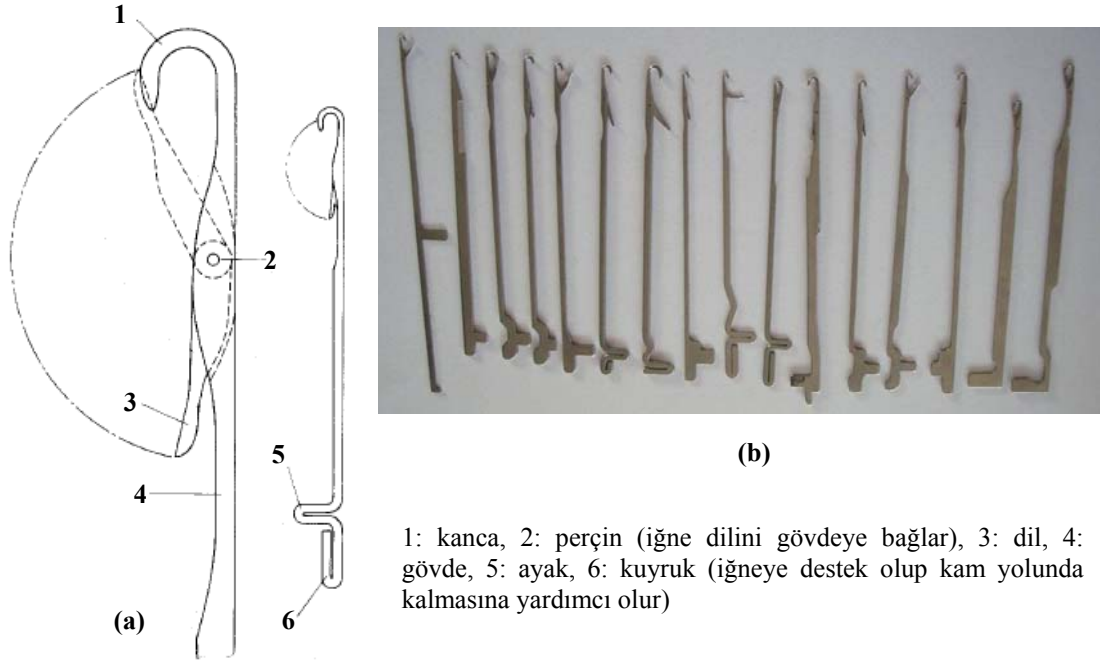 1
2
3
4
5
6
(a)
(b)
1: kanca, 2: perçin (iğne dilini gövdeye bağlar), 3: dil, 4:
gövde, 5: ayak, 6: kuyruk (iğneye destek olup kam yolunda
kalmasına yardımcı olur)